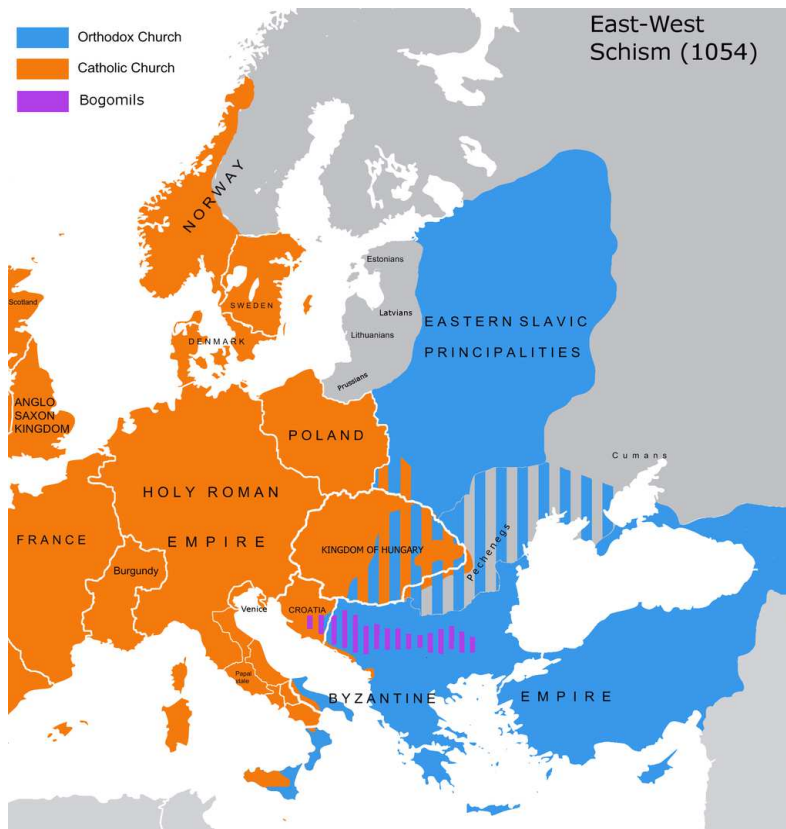 East-West
Schism (1054)
Orthodox Church
Catholic Church
Bogomils
NORWAY
SWEDEN
DENMARK
Scotland
ANGLO
SAXON
KINGDOM
Estonians
Latvians
Lithuanians
Prussians
EASTERN SLAVIC
PRINCIPALITIES
POLAND
HOLY ROMAN
EMPIRE
FRANCE
Burgundy
KINGDOM OF HUNGARY
Cumans
Pechenegs
Venice
CROATIA
Papal
state
BYZANTINE
EMPIRE